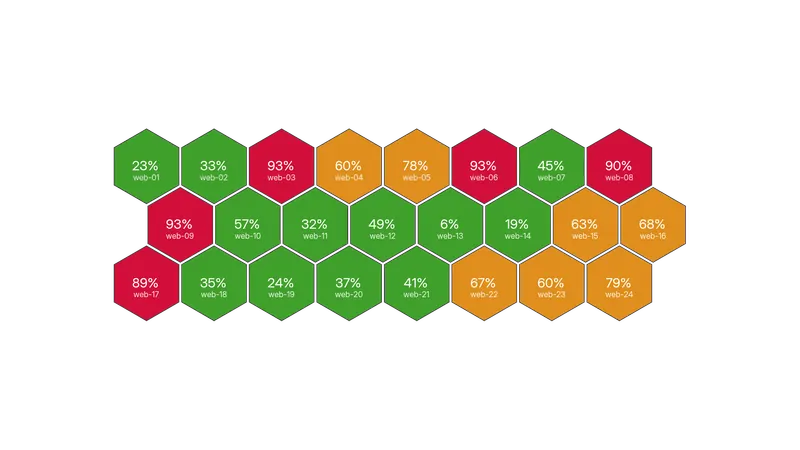 23%
web-01
33%
web-02
93%
web-03
60%
web-04
78%
web-05
93%
web-06
45%
web-07
90%
web-08
93%
web-09
57%
web-10
32%
web-11
49%
web-12
6%
web-13
19%
web-14
63%
web-15
68%
web-16
89%
web-17
35%
web-18
24%
web-19
37%
web-20
41%
web-21
67%
web-22
60%
web-23
79%
web-24